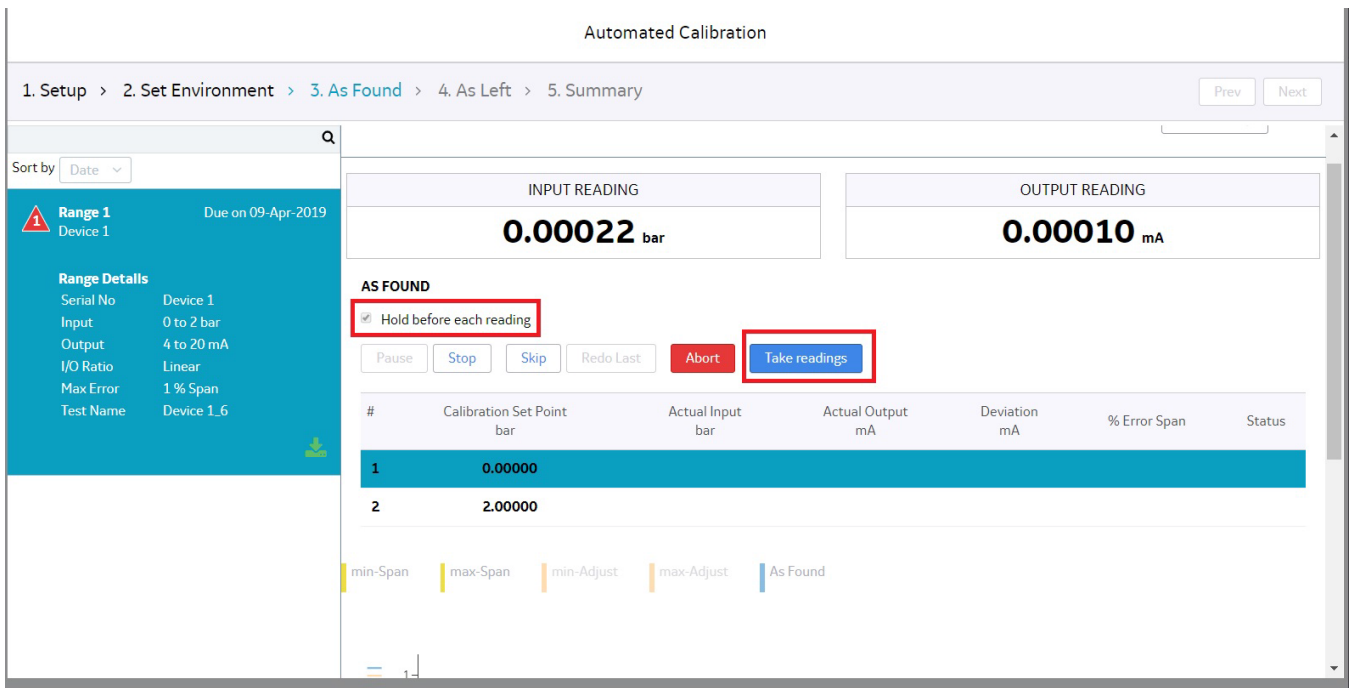 Automated Calibration
1. Setup > 2. Set Environment > 3. As Found > 4. As Left > 5. Summary Prev Next
Sort by Date
1 Range 1 Due on 09-Apr-2019
Device 1
Range Details
Serial No Device 1
Input 0 to 2 bar
Output 4 to 20 mA
I/O Ratio Linear
Max Error 1 % Span
Test Name Device 1_6
INPUT READING
0.00022 bar
OUTPUT READING
0.00010 mA
AS FOUND
Hold before each reading
Pause Stop Skip Redo Last Abort Take readings
# Calibration Set Point Actual Input Actual Output Deviation % Error Span Status
bar bar mA mA
1 0.00000
2 2.00000
min-Span max-Span min-Adjust max-Adjust As Found
1